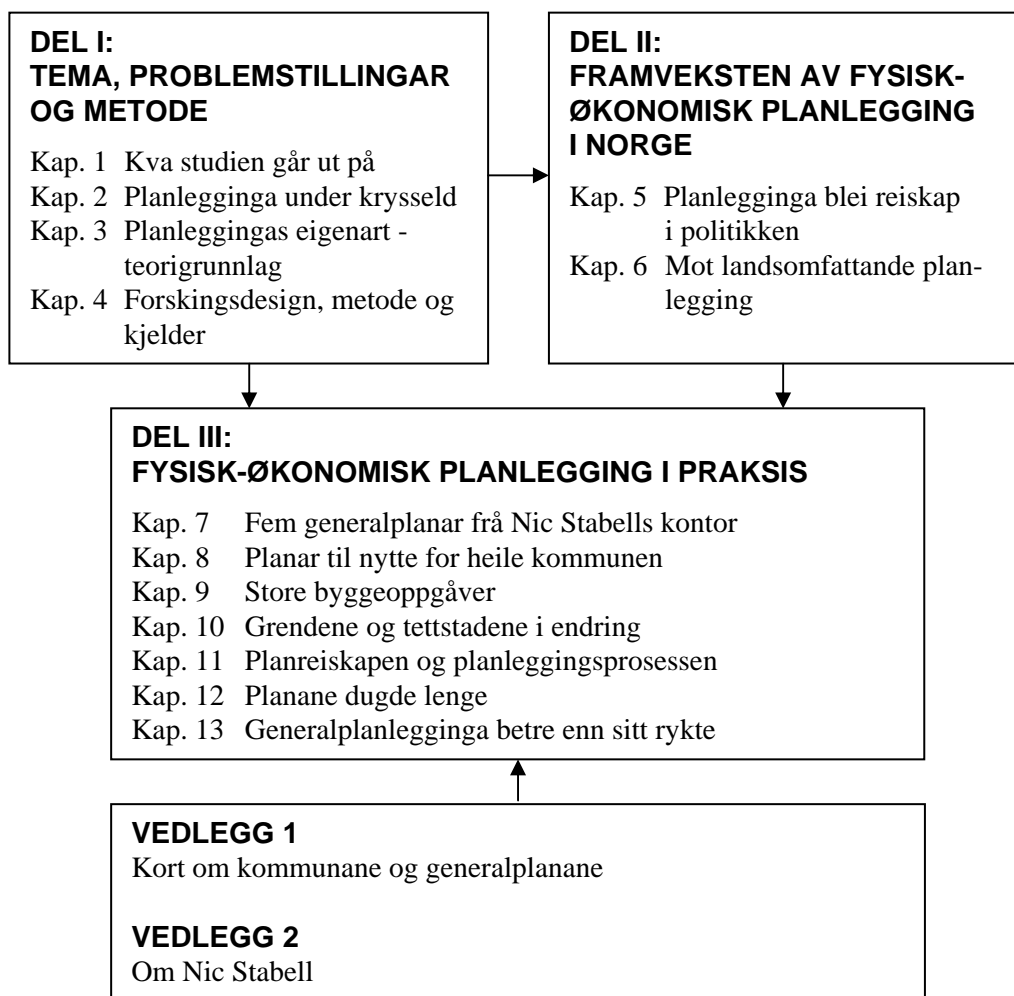 DEL I:
TEMA, PROBLEMSTILLINGAR
OG METODE
Kap. 1 Kva studien går ut på
Kap. 2 Planlegginga under krysseld
Kap. 3 Planleggingas eigenart -
teorigrunnlag
Kap. 4 Forskingsdesign, metode og
kjelder
DEL II:
FRAMVEKSTEN AV FYSISK-
ØKONOMISK PLANLEGGING
I NORGE
Kap. 5 Planlegginga blei reiskap
i politikken
Kap. 6 Mot landsomfattande plan-
legging
DEL III:
FYSISK-ØKONOMISK PLANLEGGING I PRAKSIS
Kap. 7 Fem generalplanar frå Nic Stabells kontor
Kap. 8 Planar til nytte for heile kommunen
Kap. 9 Store byggeoppgåver
Kap. 10 Grendene og tettstadene i endring
Kap. 11 Planreiskapen og planleggingsprosessen
Kap. 12 Planane dugde lenge
Kap. 13 Generalplanlegginga betre enn sitt rykte
VEDLEGG 1
Kort om kommunane og generalplanane
VEDLEGG 2
Om Nic Stabell